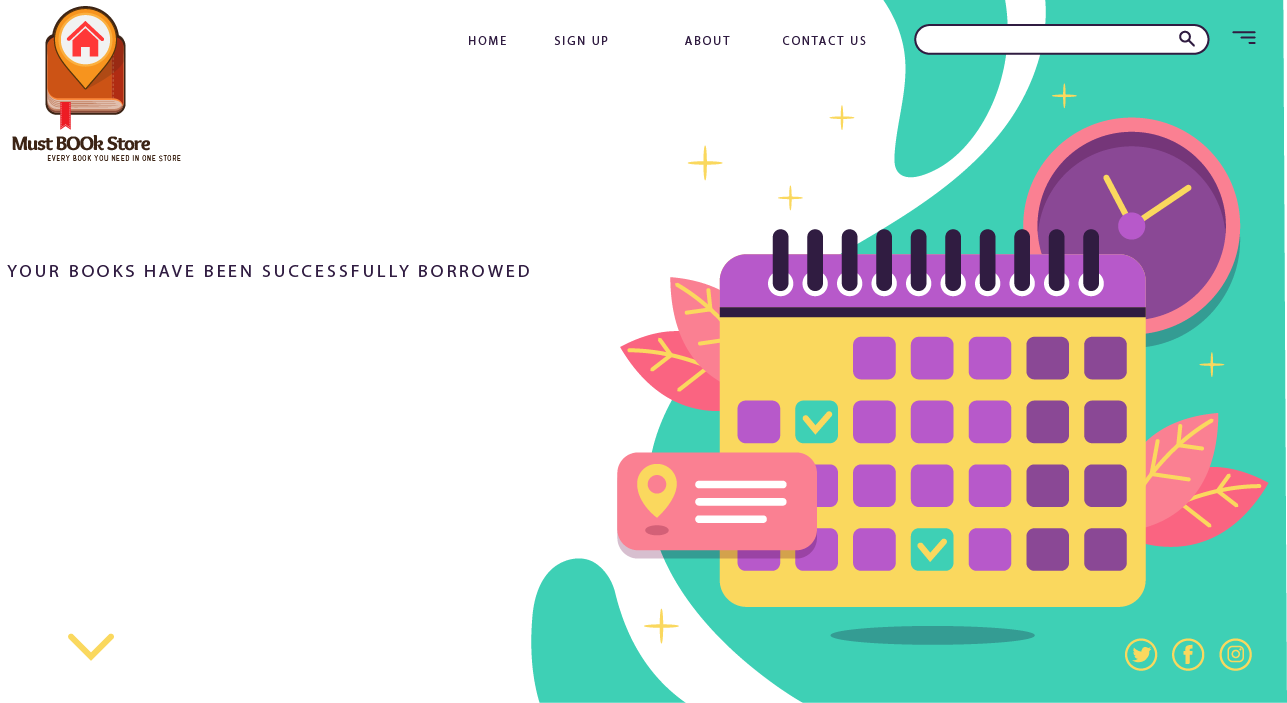 HOME SIGN UP ABOUT CONTACT US
Must BOOk Store
EVERY BOOK YOU NEED IN ONE STORE
YOUR BOOKS HAVE BEEN SUCCESSFULLY BORROWED